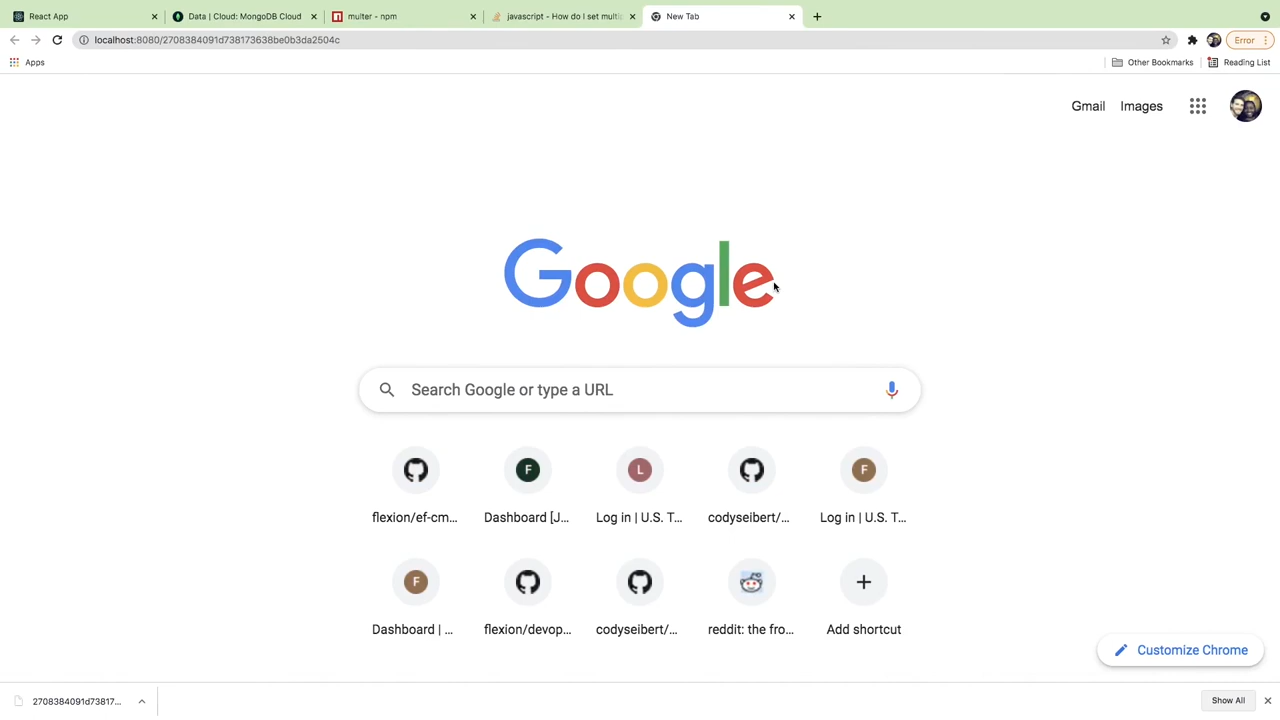 React App
Data | Cloud: MongoDB Cloud
multer - npm
javascript - How do I set multi
New Tab
localhost:8080/2708384091d738173638be0b3da2504c
Error
Apps
Other Bookmarks
Reading List
Gmail
Images
Google
Search Google or type a URL
F
L
F
flexion/ef-cm...
Dashboard [J...
Log in | U.S. T...
codyseibert/...
Log in | U.S. T...
F
Dashboard | ...
flexion/devop...
codyseibert/...
reddit: the fro...
Add shortcut
Customize Chrome
2708384091d73817...
Show All